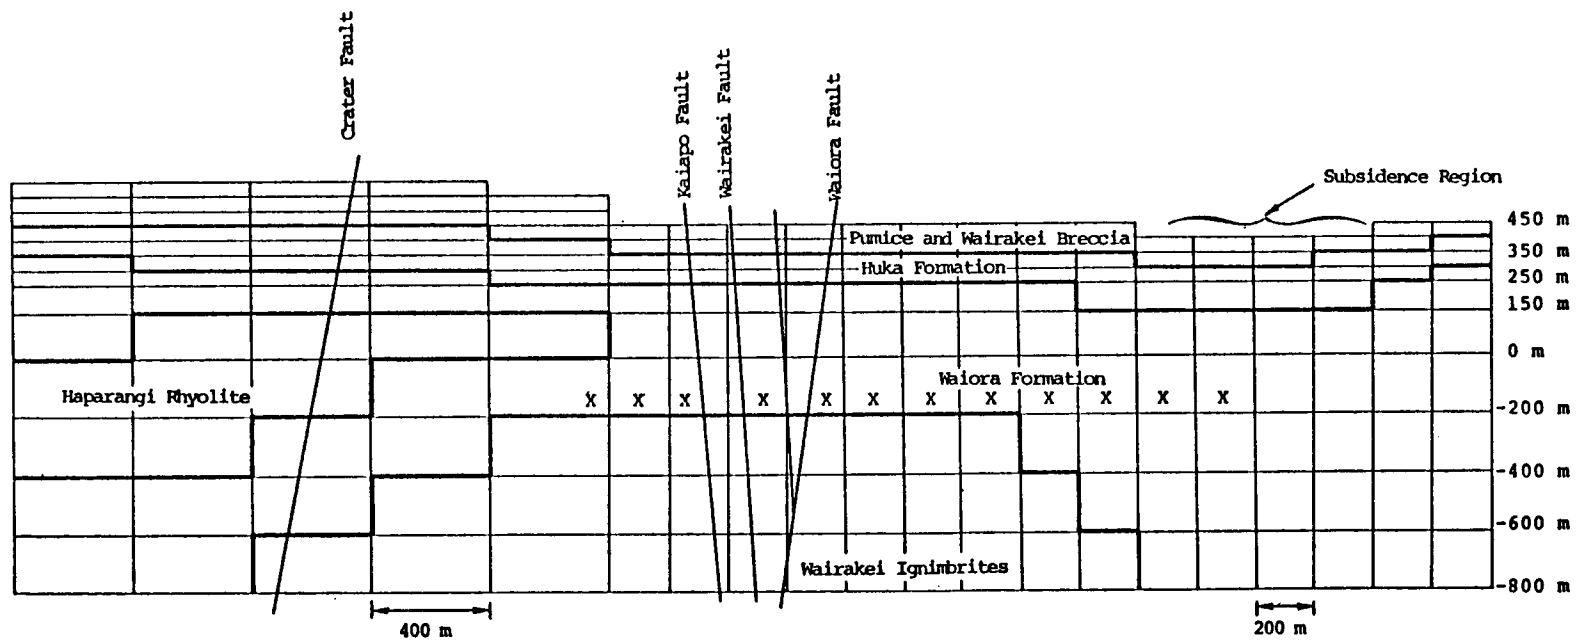 Crater Fault
Kaiapo Fault
Wairakei Fault
Waiora Fault
Subsidence Region
450 m
Pumice and Wairakei Breccia
350 m
Huka Formation
250 m
150 m
0 m
Waiora Formation
Haparangi Rhyolite
X X X X X X X X X X X X
-200 m
-400 m
-600 m
Wairakei Ignimbrites
-800 m
400 m
200 m